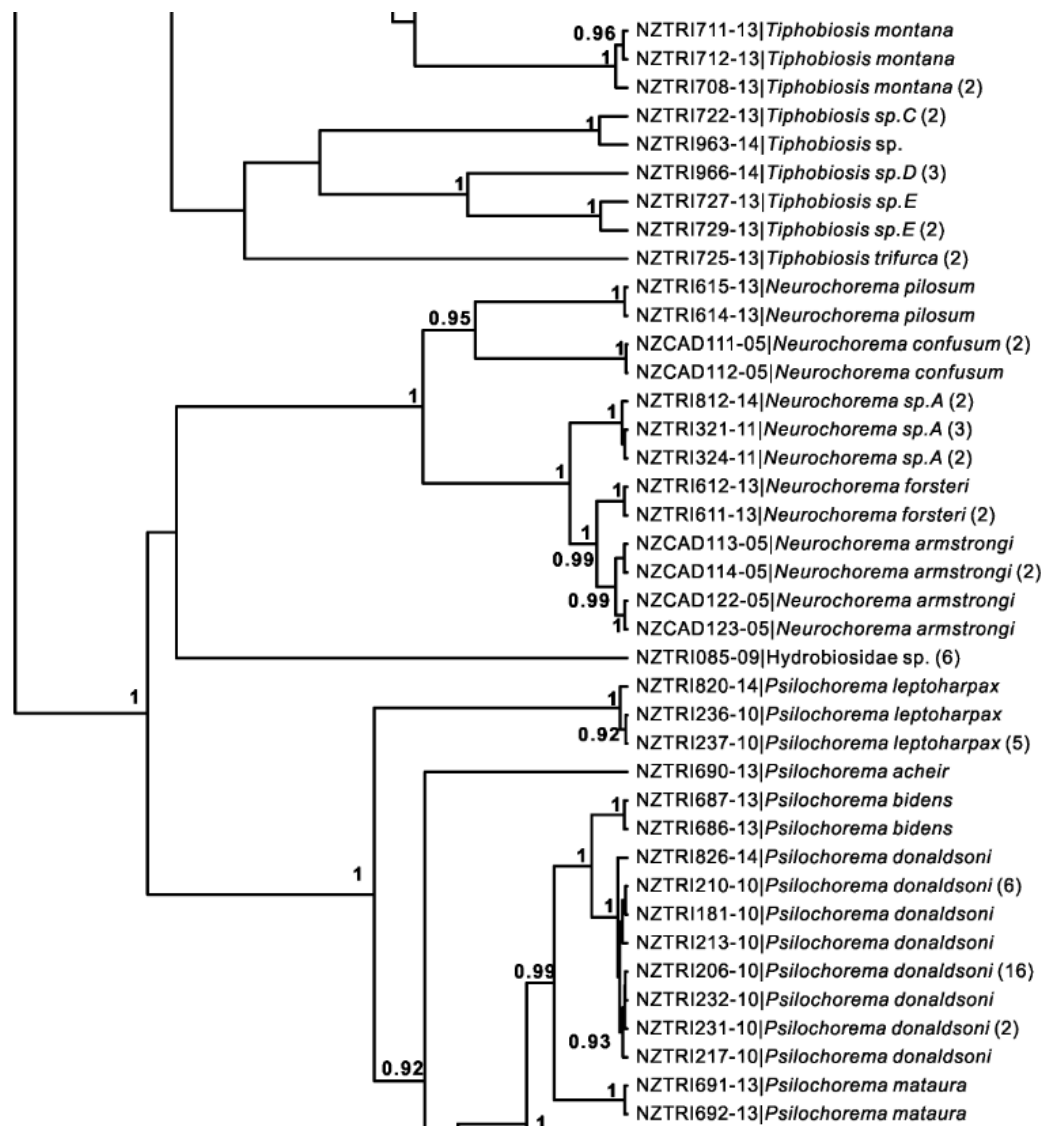 0.96
NZTRI711-13|Tiphobiosis montana
1
NZTRI712-13|Tiphobiosis montana
NZTRI708-13|Tiphobiosis montana (2)
1
NZTRI722-13|Tiphobiosis sp.C (2)
NZTRI963-14|Tiphobiosis sp.
NZTRI966-14|Tiphobiosis sp.D (3)
1
1
NZTRI727-13|Tiphobiosis sp.E
NZTRI729-13|Tiphobiosis sp.E (2)
NZTRI725-13|Tiphobiosis trifurca (2)
1
NZTRI615-13|Neurochorema pilosum
0.95
NZTRI614-13|Neurochorema pilosum
1
NZCAD111-05|Neurochorema confusum (2)
NZCAD112-05|Neurochorema confusum
1
NZTRI812-14|Neurochorema sp.A (2)
1
NZTRI321-11|Neurochorema sp.A (3)
NZTRI324-11|Neurochorema sp.A (2)
1
1
NZTRI612-13|Neurochorema forsteri
NZTRI611-13|Neurochorema forsteri (2)
1
NZCAD113-05|Neurochorema armstrongi
0.99
NZCAD114-05|Neurochorema armstrongi (2)
0.99
NZCAD122-05|Neurochorema armstrongi
1
NZCAD123-05|Neurochorema armstrongi
NZTRI085-09|Hydrobiosidae sp. (6)
1
NZTRI820-14|Psilochorema leptoharpax
1
NZTRI236-10|Psilochorema leptoharpax
0.92
NZTRI237-10|Psilochorema leptoharpax (5)
NZTRI690-13|Psilochorema acheir
1
NZTRI687-13|Psilochorema bidens
NZTRI686-13|Psilochorema bidens
1
NZTRI826-14|Psilochorema donaldsoni
1
NZTRI210-10|Psilochorema donaldsoni (6)
1
NZTRI181-10|Psilochorema donaldsoni
NZTRI213-10|Psilochorema donaldsoni
0.99
NZTRI206-10|Psilochorema donaldsoni (16)
NZTRI232-10|Psilochorema donaldsoni
NZTRI231-10|Psilochorema donaldsoni (2)
0.93
NZTRI217-10|Psilochorema donaldsoni
0.92
1
NZTRI691-13|Psilochorema mataura
NZTRI692-13|Psilochorema mataura
1